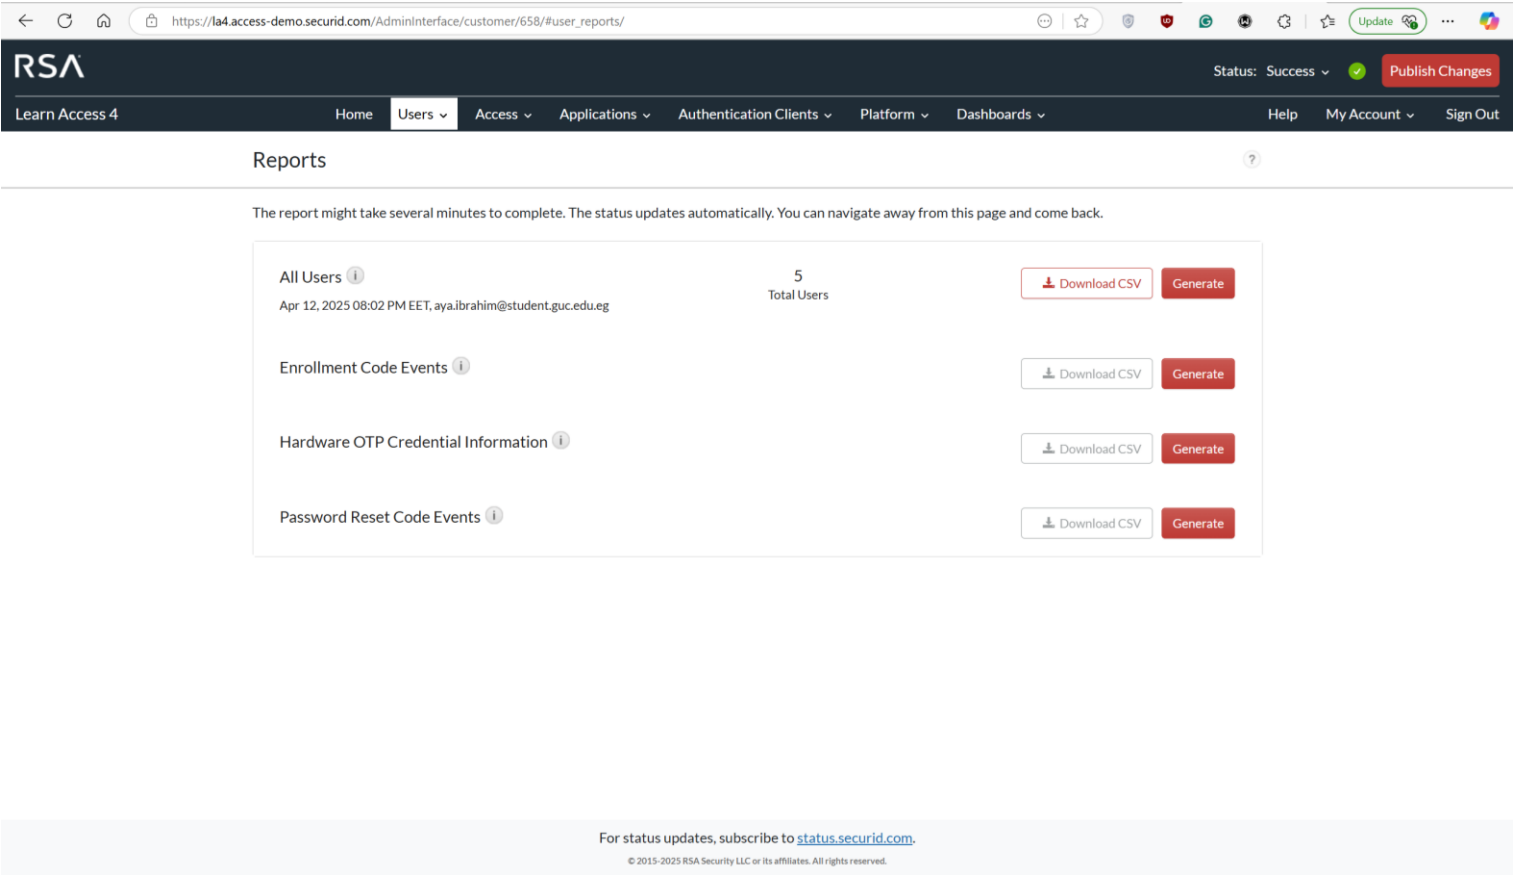 https://la4.access-demo.securid.com/AdminInterface/customer/658/#user_reports/
Update
RSA
Status: Success
Publish Changes
Learn Access 4
Home
Users
Access
Applications
Authentication Clients
Platform
Dashboards
Help
My Account
Sign Out
Reports
?
The report might take several minutes to complete. The status updates automatically. You can navigate away from this page and come back.
All Users i
5
Total Users
Download CSV
Generate
Apr 12, 2025 08:02 PM EET, aya.ibrahim@student.guc.edu.eg
Enrollment Code Events i
Download CSV
Generate
Hardware OTP Credential Information i
Download CSV
Generate
Password Reset Code Events i
Download CSV
Generate
For status updates, subscribe to status.securid.com.
© 2015-2025 RSA Security LLC or its affiliates. All rights reserved.